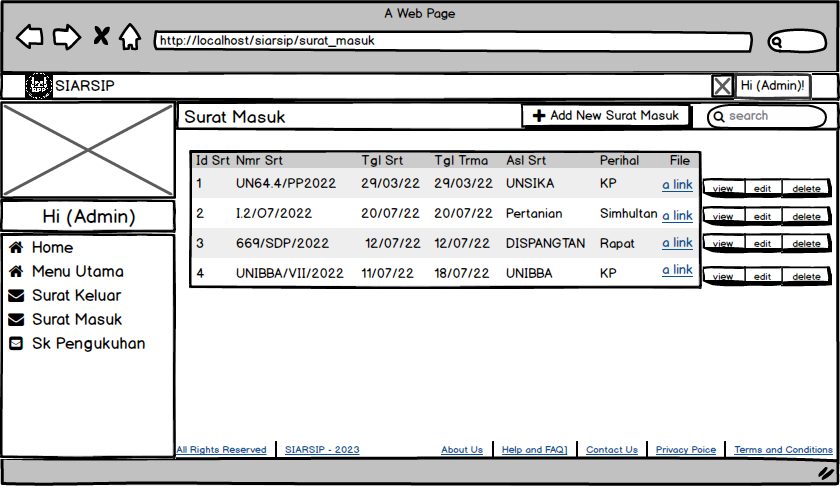 A Web Page
http://localhost/siarsip/surat_masuk
SIARSIP
Hi (Admin)!
Surat Masuk
Add New Surat Masuk
search
Hi (Admin)
Home
Menu Utama
Surat Keluar
Surat Masuk
Sk Pengukuhan
Id Srt Nmr Srt Tgl Srt Tgl Trma Asl Srt Perihal File
1 UN64.4/PP2022 29/03/22 29/03/22 UNSIKA KP a link view edit delete
2 I.2/O7/2022 20/07/22 20/07/22 Pertanian Simhultan a link view edit delete
3 669/SDP/2022 12/07/22 12/07/22 DISPANGTAN Rapat a link view edit delete
4 UNIBBA/VII/2022 11/07/22 18/07/22 UNIBBA KP a link view edit delete
All Rights Reserved SIARSIP - 2023 About Us Help and FAQ] Contact Us Privacy Poice Terms and Conditions